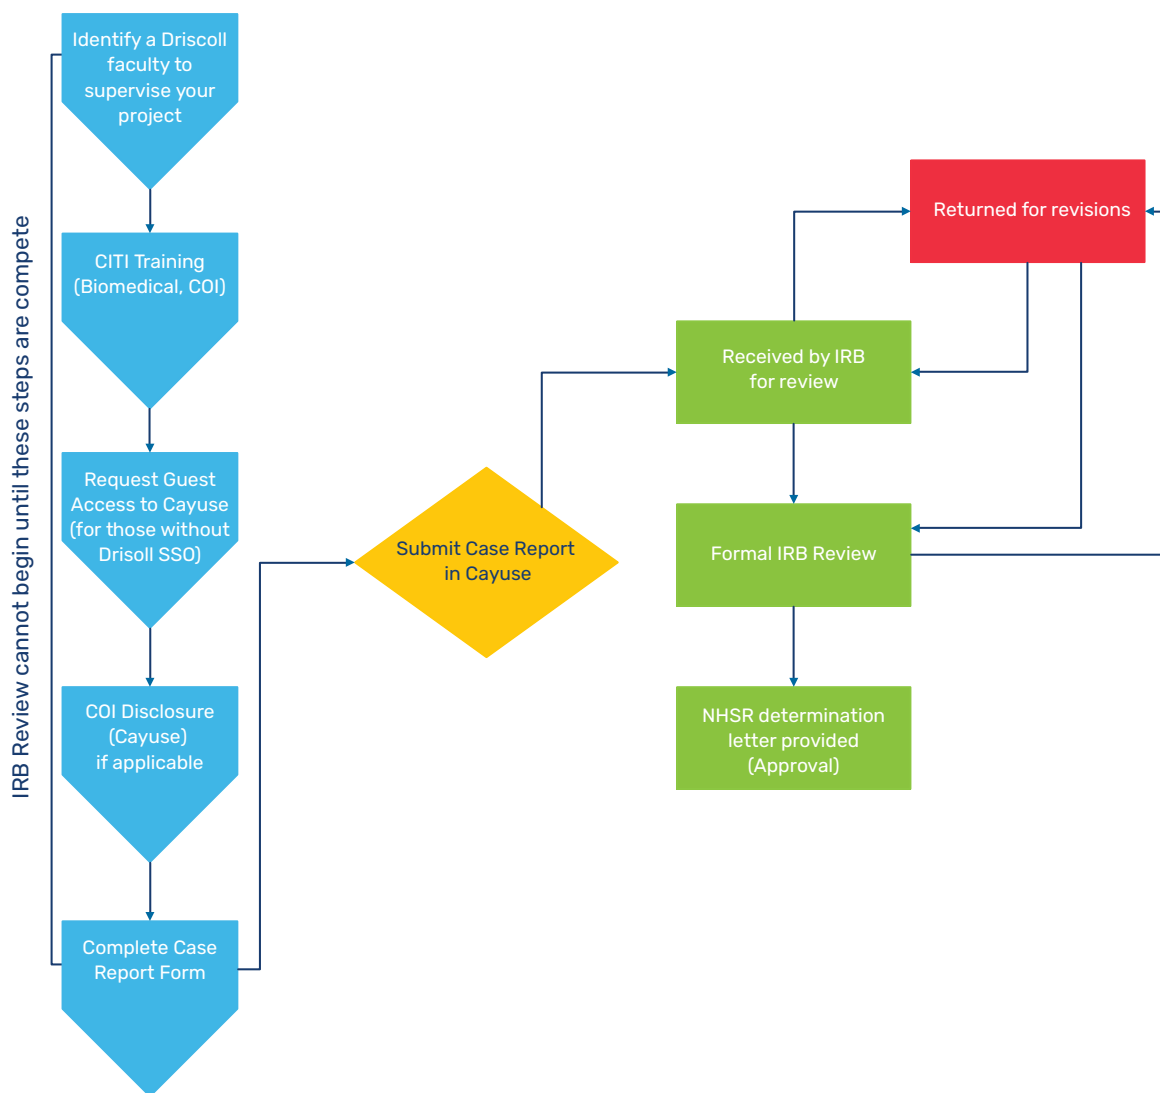 IRB Review cannot begin until these steps are compete
Identify a Driscoll
faculty to
supervise your
project
CITI Training
(Biomedical, COI)
Request Guest
Access to Cayuse
(for those without
Drisoll SSO)
COI Disclosure
(Cayuse)
if applicable
Complete Case
Report Form
Submit Case Report
in Cayuse
Returned for revisions
Received by IRB
for review
Formal IRB Review
NHSR determination
letter provided
(Approval)